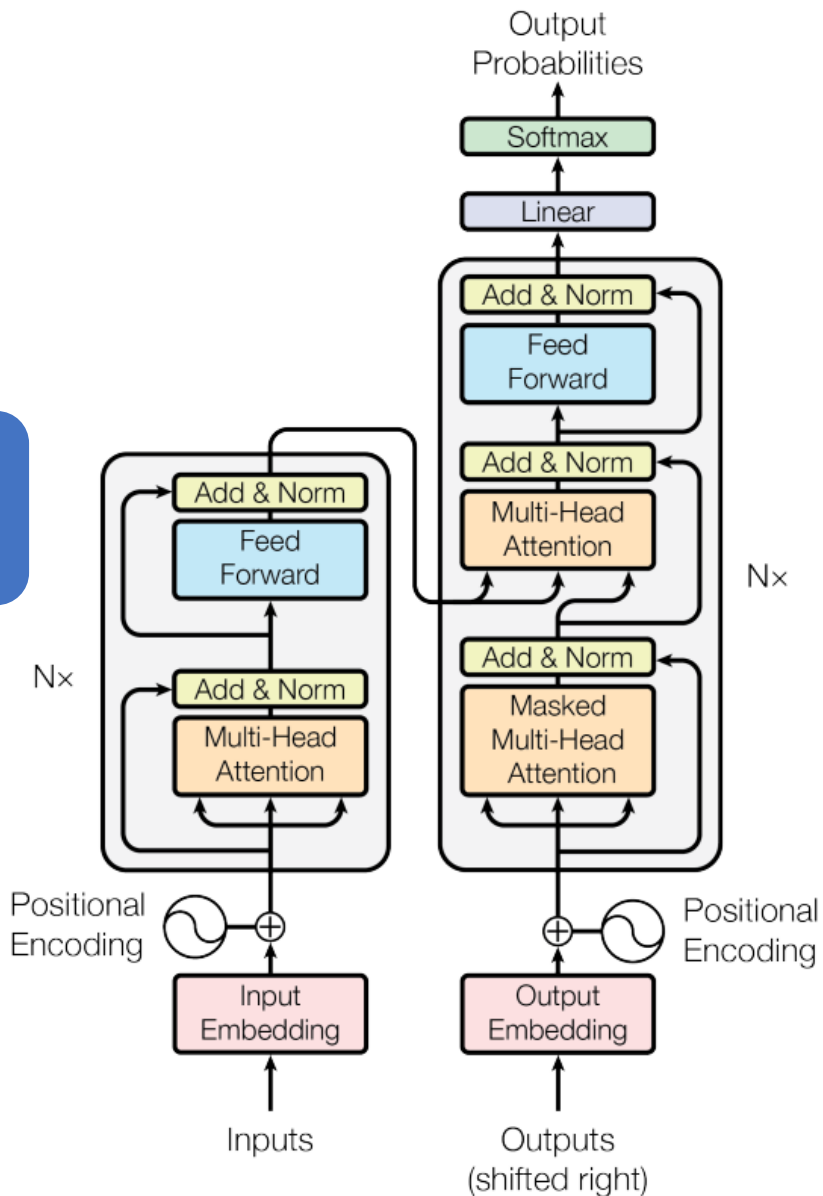 Output
Probabilities
Softmax
Linear
Add & Norm
Feed
Forward
Add & Norm
Multi-Head
Attention
Nx
Add & Norm
Masked
Multi-Head
Attention
Add & Norm
Feed
Forward
Nx
Add & Norm
Multi-Head
Attention
Positional
Encoding
Positional
Encoding
Input
Embedding
Output
Embedding
Inputs
Outputs
(shifted right)